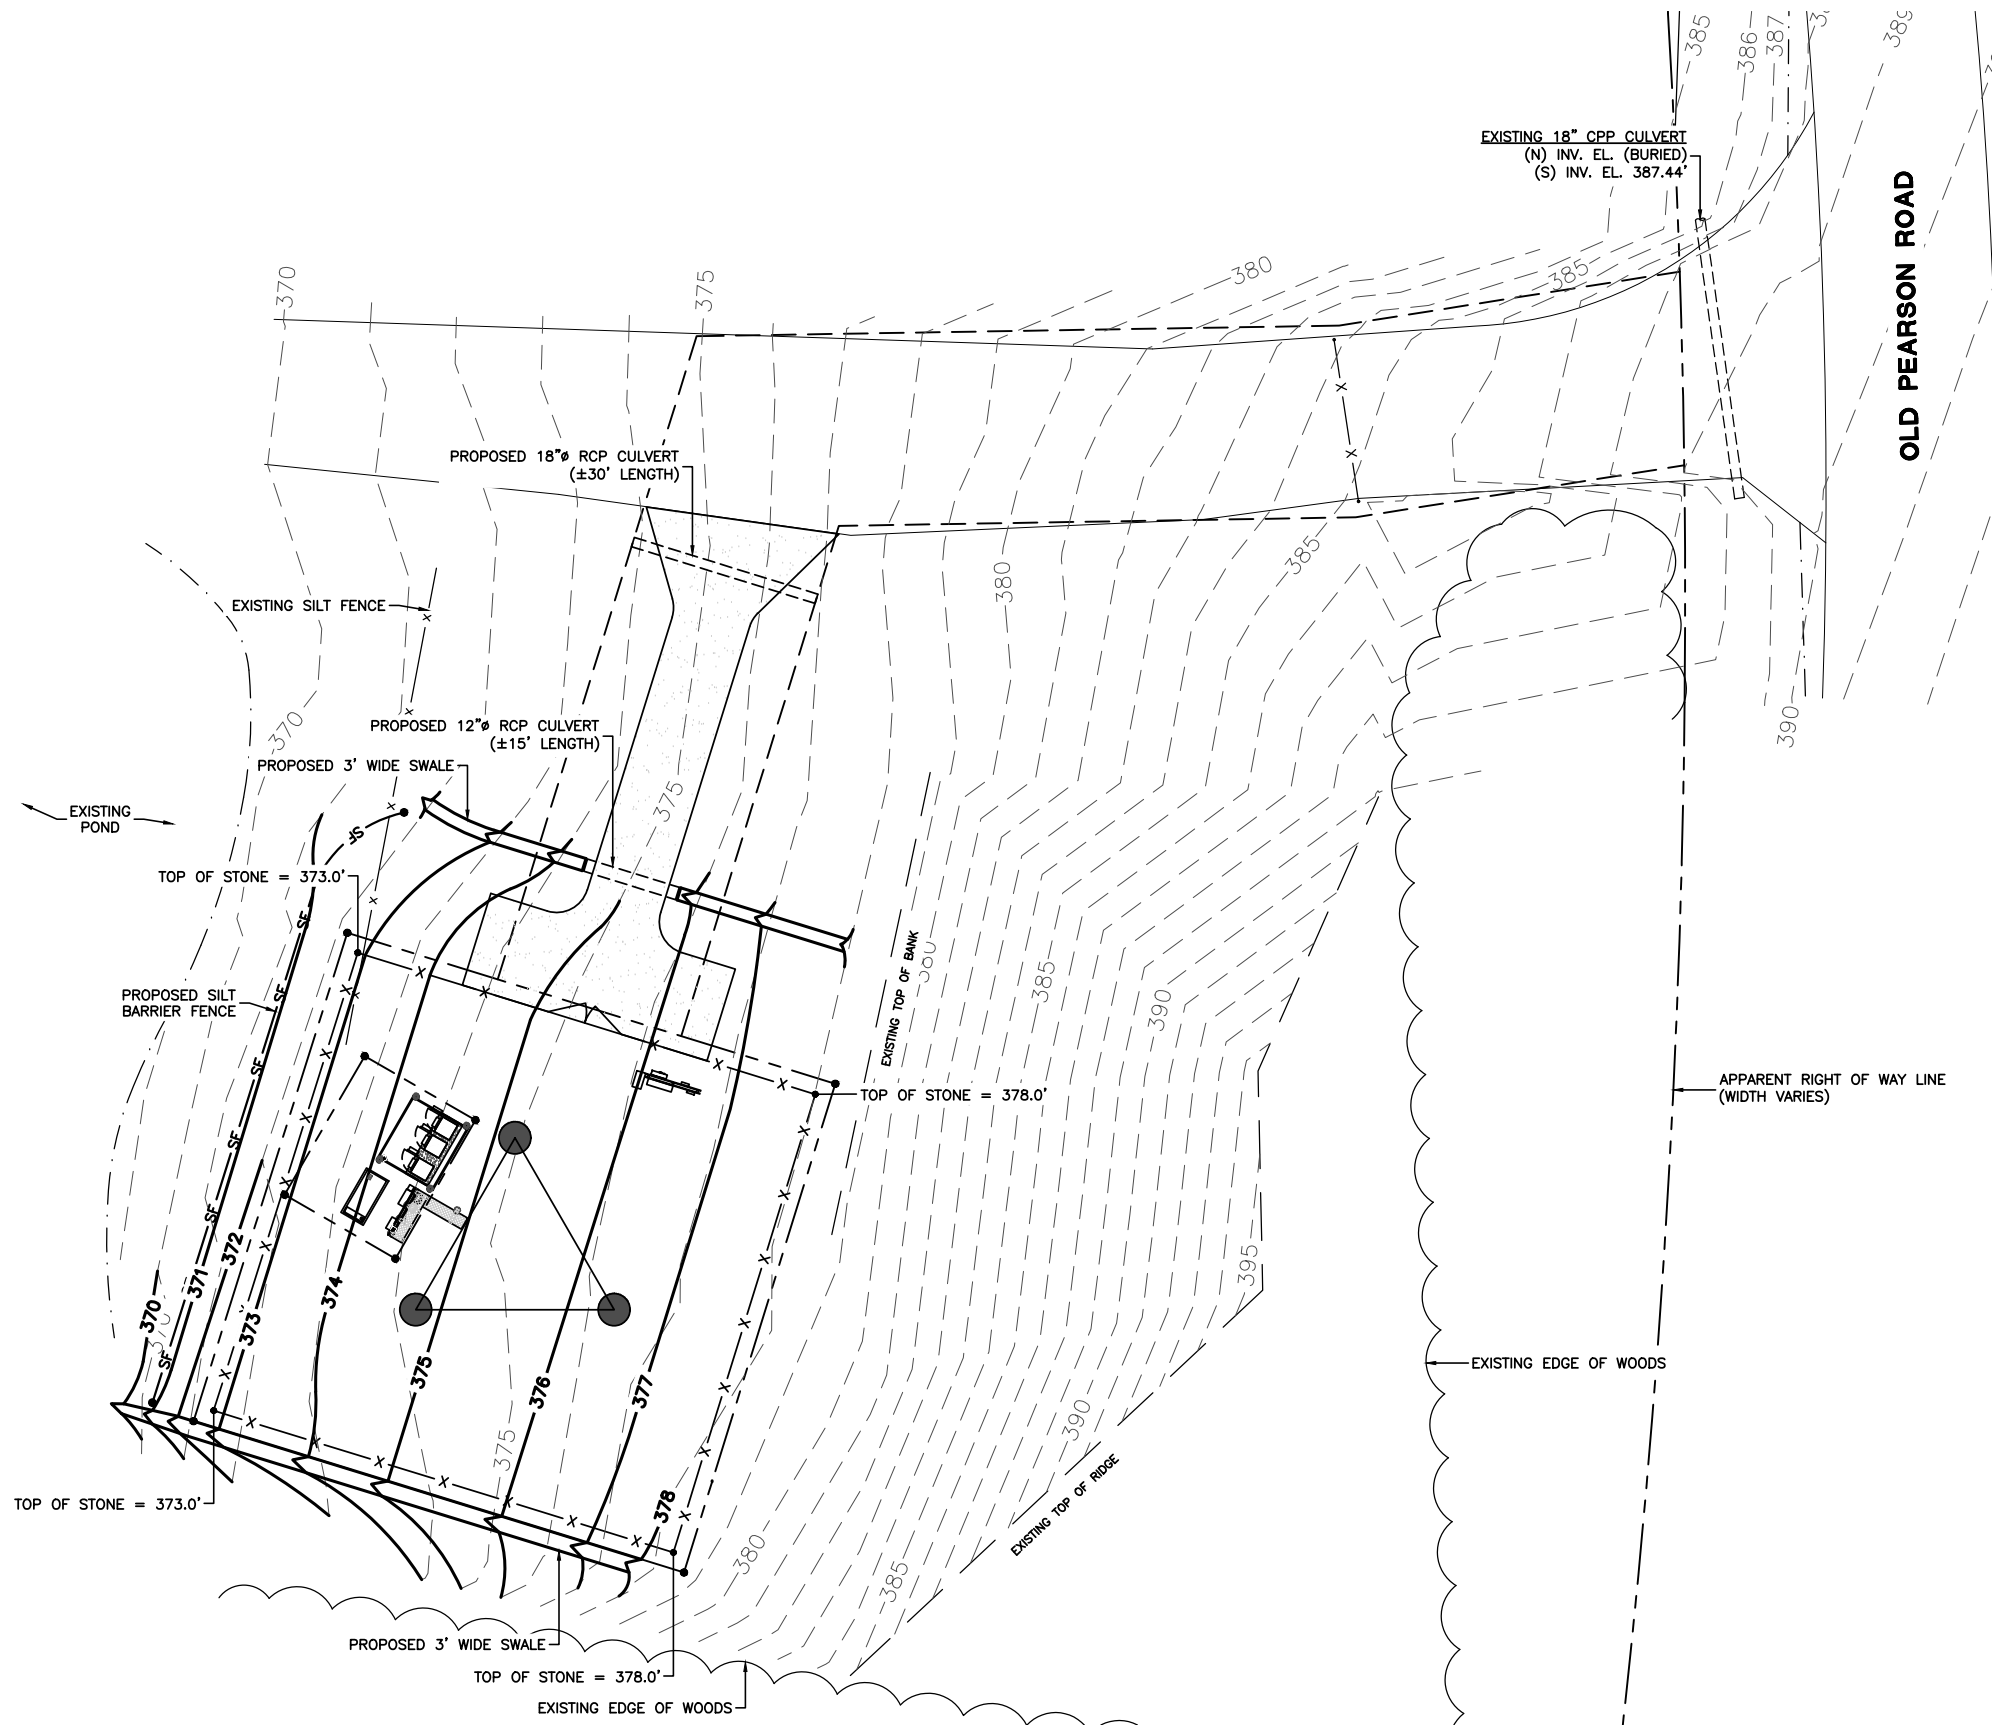 385
386
387
389
EXISTING 18" CPP CULVERT
(N) INV. EL. (BURIED)
(S) INV. EL. 387.44'
OLD PEARSON ROAD
370
375
380
385
PROPOSED 18"ø RCP CULVERT
(±30' LENGTH)
X
X
380
385
EXISTING SILT FENCE
X
X
370
390
PROPOSED 12"ø RCP CULVERT
(±15' LENGTH)
PROPOSED 3' WIDE SWALE
375
EXISTING
POND
X
SF
TOP OF STONE = 373.0'
X
SF
EXISTING TOP OF BANK
380
385
390
PROPOSED SILT
BARRIER FENCE
SF
X
X
X
X
X
X
X
X
SF
X
X
TOP OF STONE = 378.0'
APPARENT RIGHT OF WAY LINE
(WIDTH VARIES)
SF
X
X
SF
X
X
372
X
X
395
371
374
373
370
370
X
SF
375
X
376
377
X
EXISTING EDGE OF WOODS
X
X
X
X
X
375
390
X
X
X
378
X
X
EXISTING TOP OF RIDGE
TOP OF STONE = 373.0'
380
385
PROPOSED 3' WIDE SWALE
TOP OF STONE = 378.0'
EXISTING EDGE OF WOODS